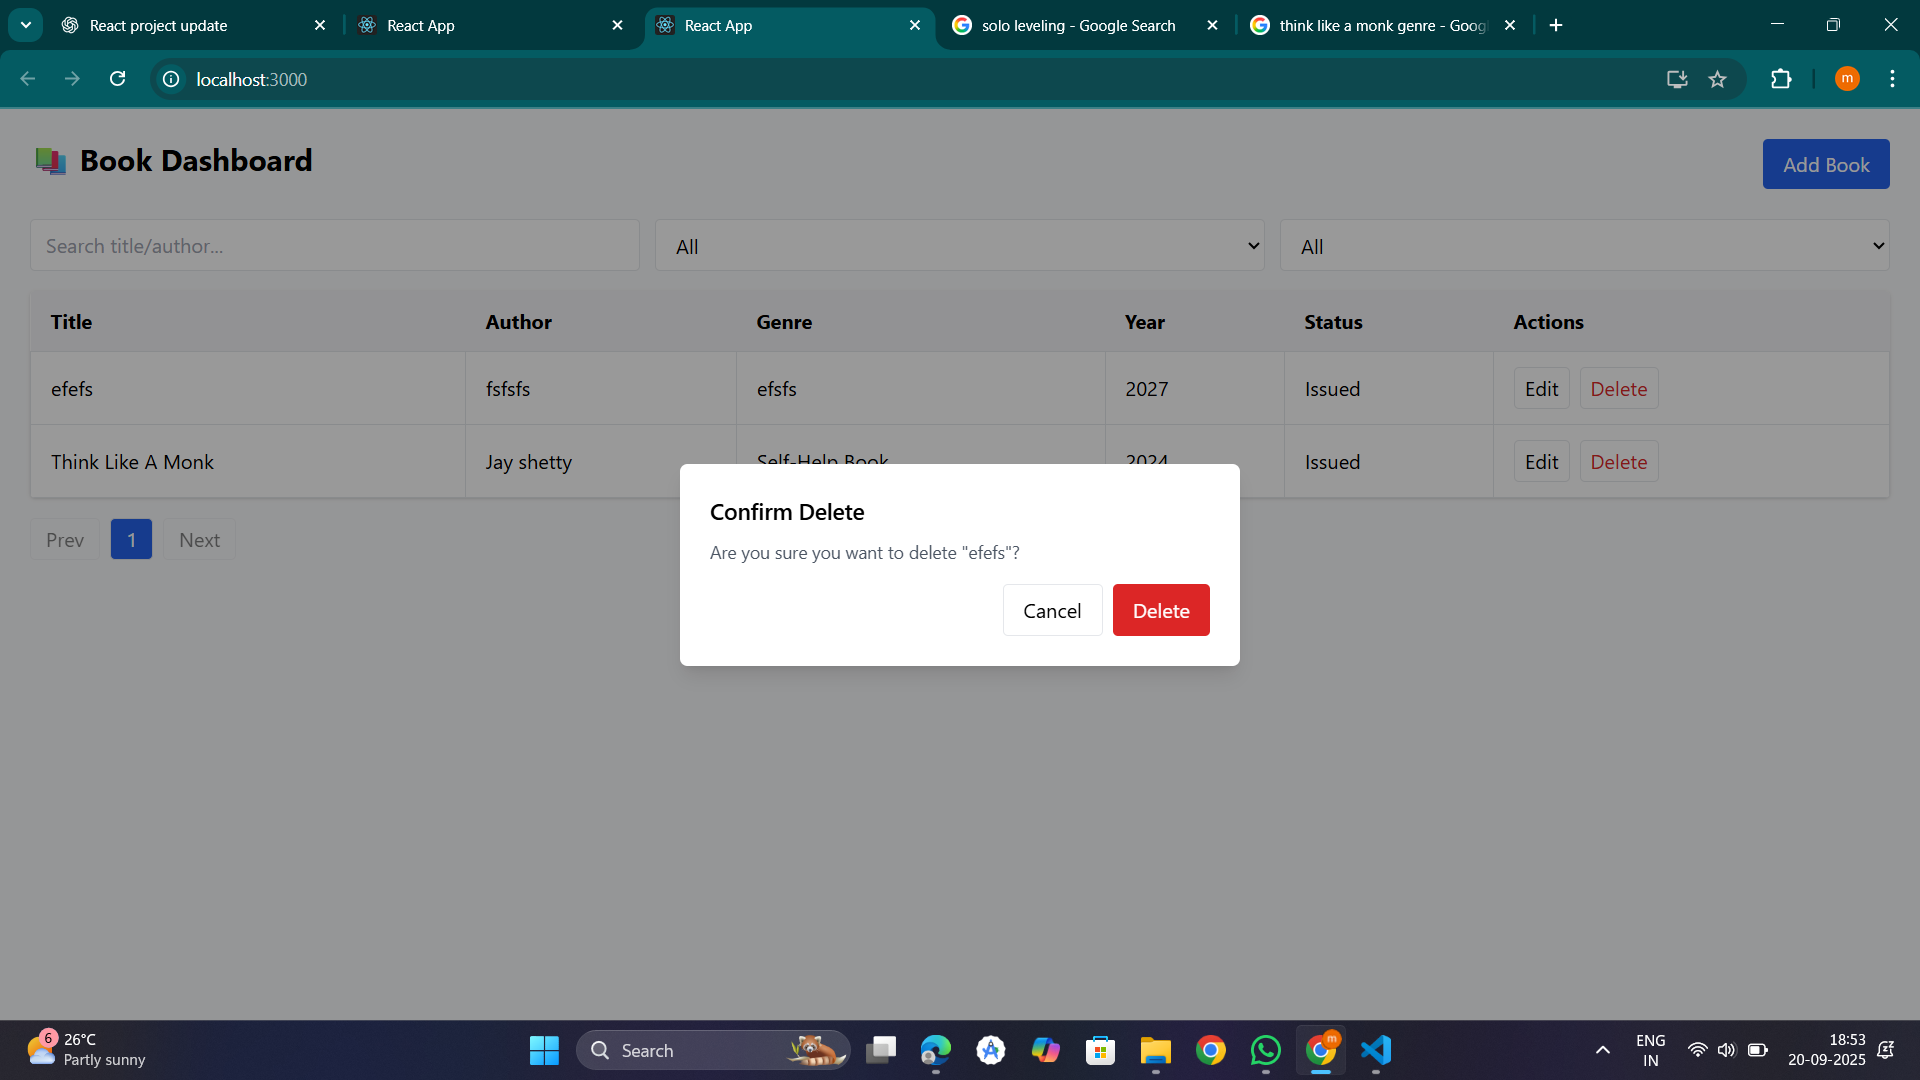 React project update
React App
React App
solo leveling - Google Search
think like a monk genre - Goog
localhost:3000
m
Book Dashboard
Add Book
Search title/author...
All
All
Title Author Genre Year Status Actions
efefs fsfsfs efsfs 2027 Issued Edit Delete
Think Like A Monk Jay shetty Self-Help Book 2024 Issued Edit Delete
Prev 1 Next
Confirm Delete
Are you sure you want to delete "efefs"?
Cancel Delete
6
26°C
Partly sunny
Search
m
ENG
IN
18:53
20-09-2025